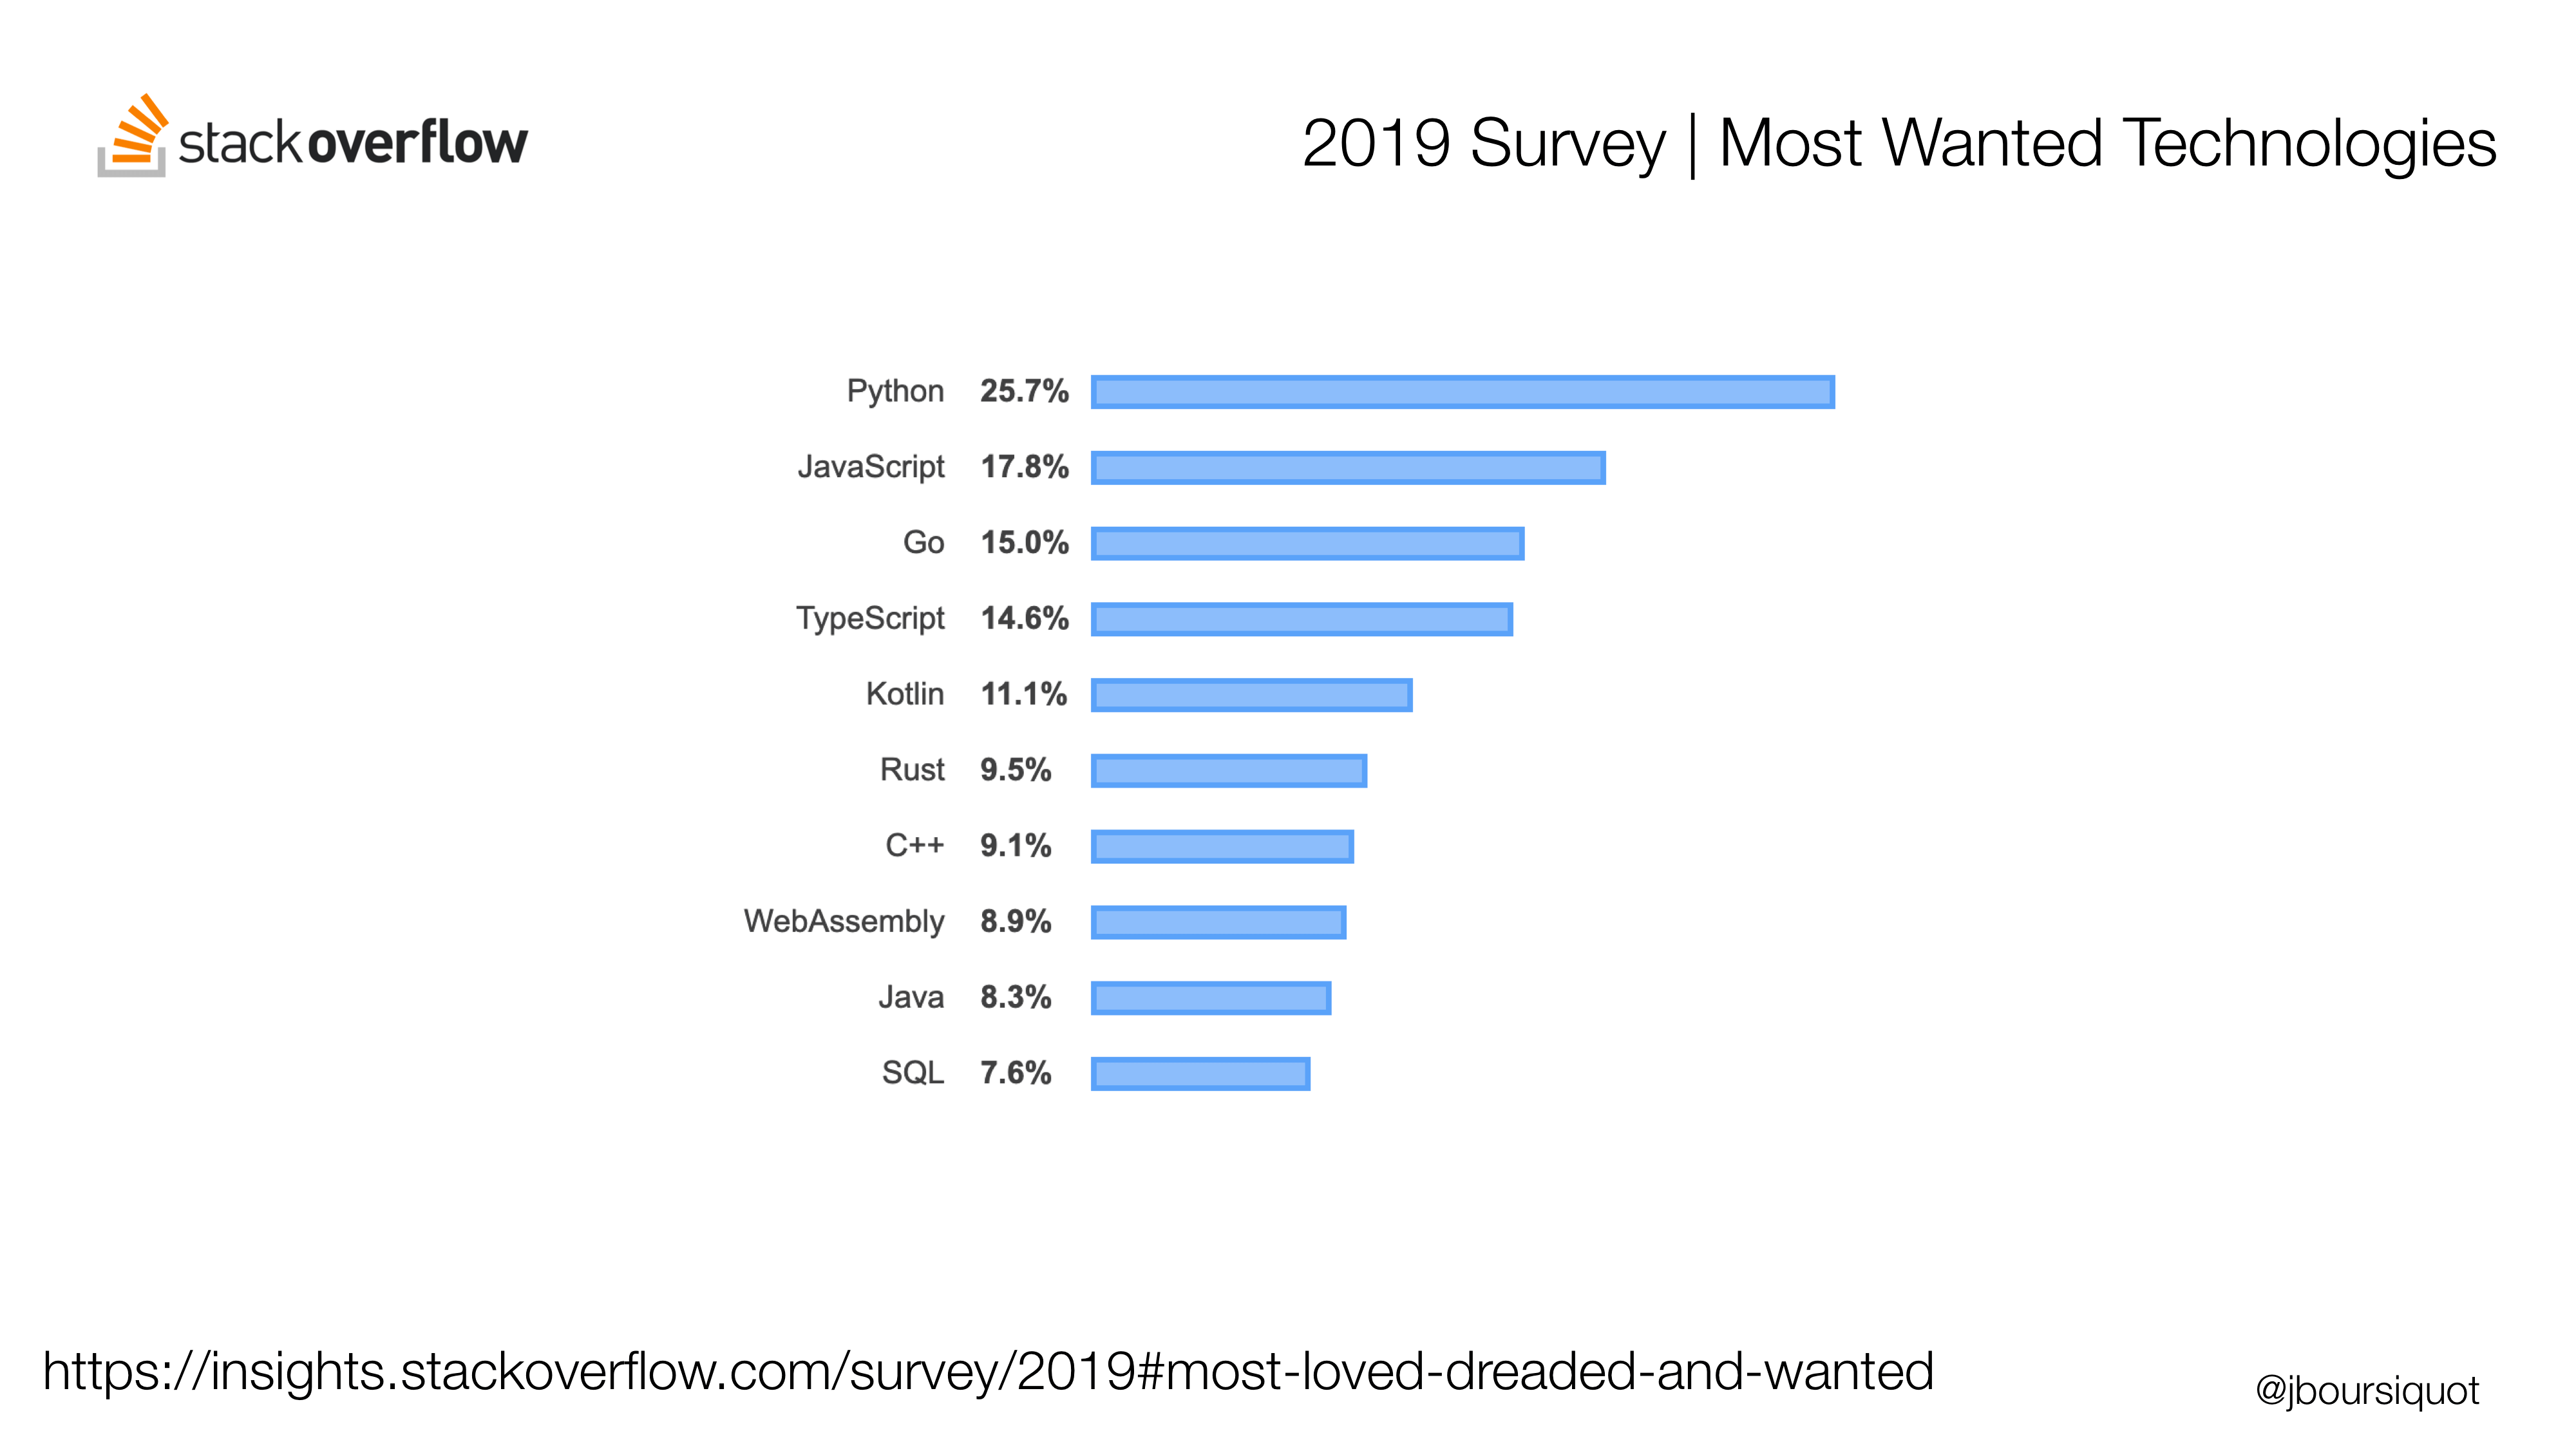 stackoverflow
2019 Survey | Most Wanted Technologies
Python 25.7%
JavaScript 17.8%
Go 15.0%
TypeScript 14.6%
Kotlin 11.1%
Rust 9.5%
C++ 9.1%
WebAssembly 8.9%
Java 8.3%
SQL 7.6%
https://insights.stackoverflow.com/survey/2019#most-loved-dreaded-and-wanted
@jboursiquot